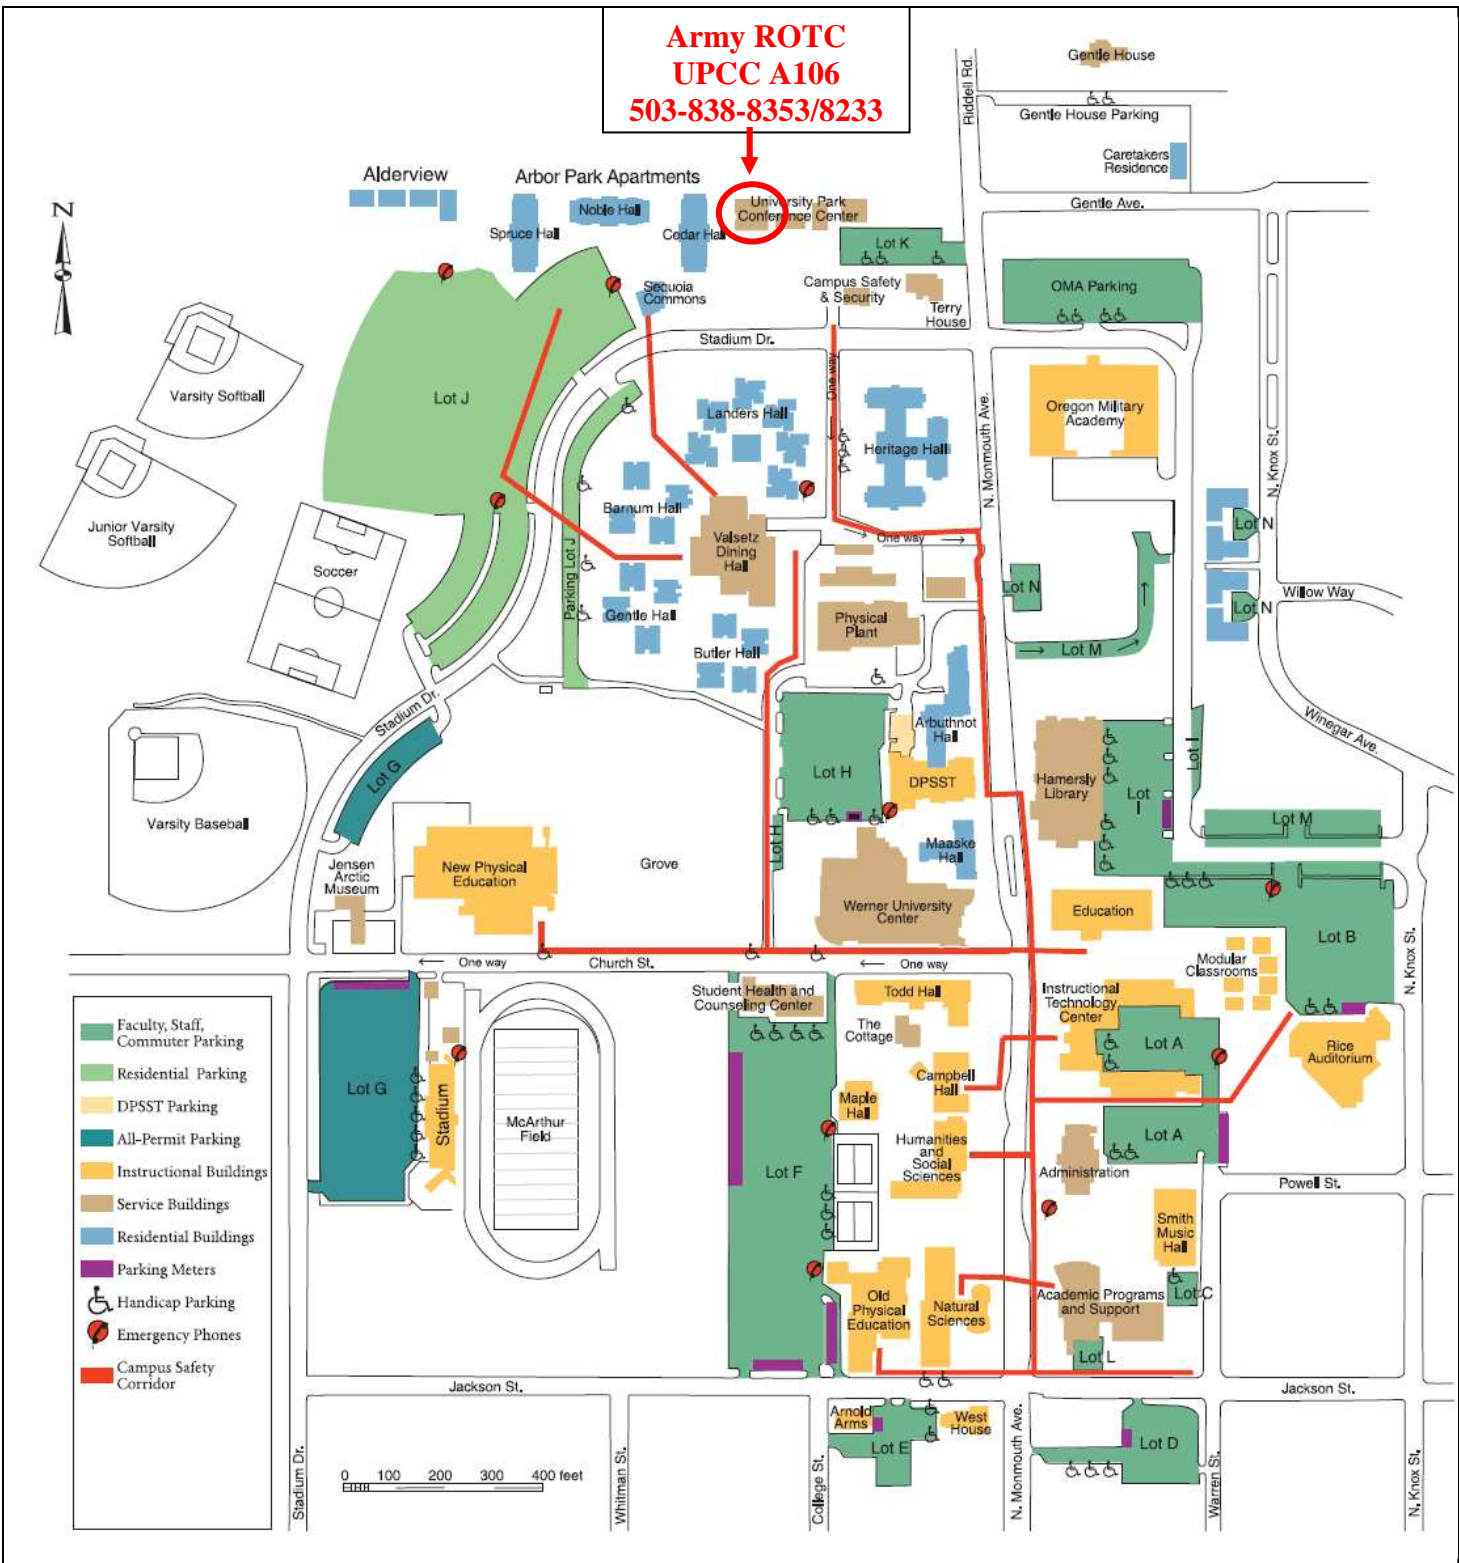 Army ROTC
UPCC A106
503-838-8353/8233
Gentle House
Riddell Rd.
Gentle House Parking
Caretakers
Residence
Gentle Ave.
Alderview
Arbor Park Apartments
N
Noble Hall
Spruce Hall
Cedar Hall
University Park
Conference Center
Lot K
Campus Safety
& Security
Terry
House
OMA Parking
Sequoia
Commons
Stadium Dr.
Varsity Softball
Lot J
Landers Hall
One way
Heritage Hall
N. Monmouth Ave.
Oregon Military
Academy
N. Knox St.
Junior Varsity
Softball
Barnum Hall
Valsetz
Dining
Hall
One way
Lot N
Soccer
Parking Lot J
Gentle Hall
Physical
Plant
Lot N
Lot N
Willow Way
Butler Hall
Lot M
Stadium Dr.
Arbuthnot
Hall
Winegar Ave.
Lot G
Lot H
DPSST
Hamersly
Library
Lot
I
Lot I
Varsity Baseball
Lot H
Maaske
Hall
Lot M
Jensen
Arctic
Museum
New Physical
Education
Grove
Werner University
Center
Education
Lot B
Modular
Classrooms
N. Knox St.
One way
Church St.
One way
Student Health and
Counseling Center
Todd Hall
Instructional
Technology
Center
The
Cottage
Lot A
Rice
Auditorium
Faculty, Staff,
Commuter Parking
Residential Parking
DPSST Parking
All-Permit Parking
Instructional Buildings
Service Buildings
Residential Buildings
Parking Meters
Handicap Parking
Emergency Phones
Campus Safety
Corridor
Lot G
Stadium
McArthur
Field
Campbell
Hall
Maple
Hall
Lot F
Humanities
and
Social
Sciences
Lot A
Administration
Powell St.
Smith
Music
Hall
Old
Physical
Education
Natural
Sciences
Academic Programs
and Support
Lot C
Lot L
Jackson St.
Jackson St.
Arnold
Arms
West
House
Lot E
Lot D
0 100 200 300 400 feet
Stadium Dr.
Whitman St.
College St.
N. Monmouth Ave.
Warren St.
N. Knox St.